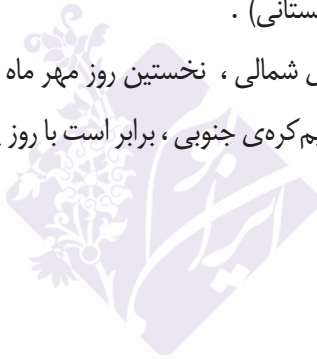 ستانی) .
شمالی ، نخستین روز مهر ماه
یم‌کره‌ی جنوبی ، برابر است با روز